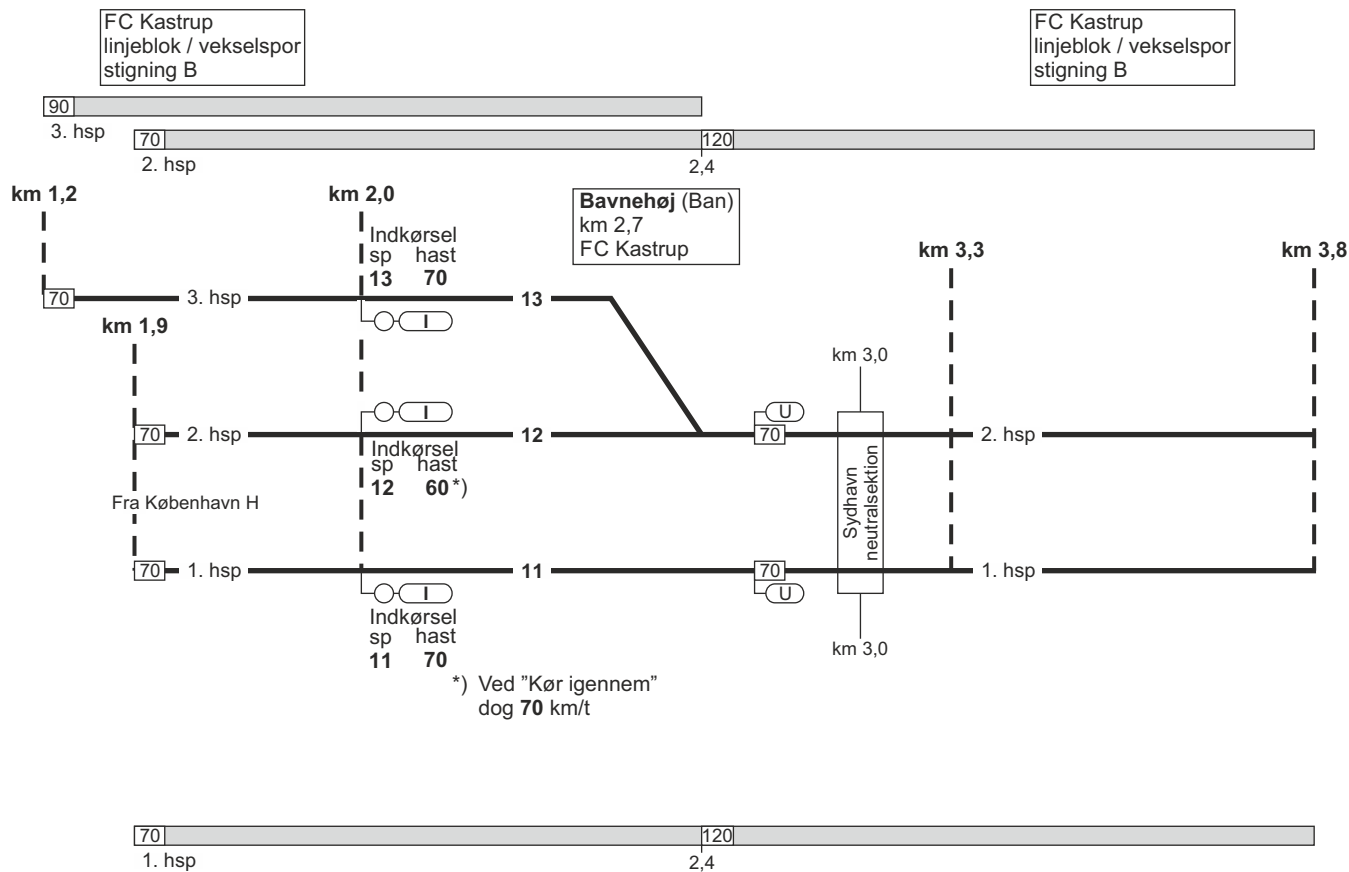 FC Kastrup
linjeblok / vekselspor
stigning B
FC Kastrup
linjeblok / vekselspor
stigning B
90
3. hsp
70
120
2. hsp
2,4
km 1,2
km 2,0
Bavnehøj (Ban)
km 2,7
FC Kastrup
km 3,3
km 3,8
Indkørsel
sp hast
13 70
70
3. hsp
13
I
km 1,9
km 3,0
I
U
70
2. hsp
12
70
2. hsp
Indkørsel
sp hast
12 60 *)
Sydhavn
neutralsektion
Fra København H
70
1. hsp
11
70
1. hsp
I
U
Indkørsel
sp hast
11 70
km 3,0
*) Ved ”Kør igennem”
dog 70 km/t
70
120
1. hsp
2,4